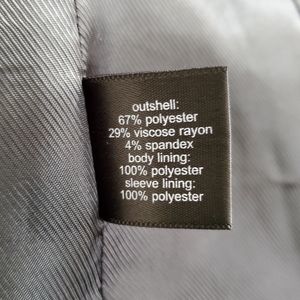 outshell:
67% polyester
29% viscose rayon
4% spandex
body lining:
100% polyester
sleeve lining:
100% polyester